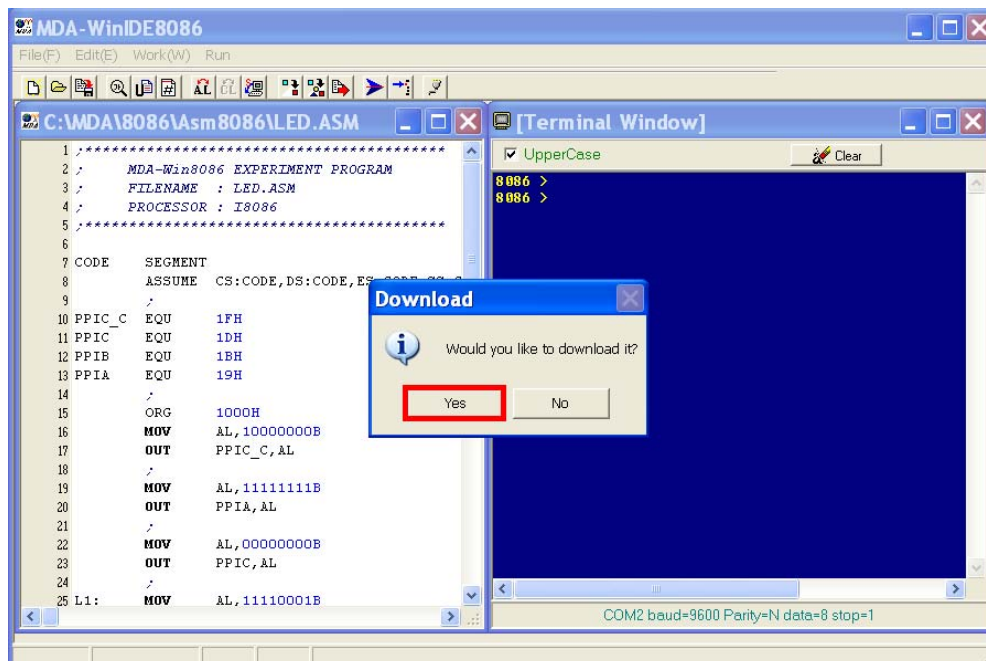 MDA-WinIDE8086
File(F) Edit(E) Work(W) Run
C:\MDA\8086\Asm8086\LED.ASM
1 ;******************************************
2 ; MDA-Win8086 EXPERIMENT PROGRAM
3 ; FILENAME : LED.ASM
4 ; PROCESSOR : I8086
5 ;******************************************
6
7 CODE SEGMENT
8 ASSUME CS:CODE,DS:CODE,ES:CODE,SS:C
9 ;
10 PPIC_C EQU 1FH
11 PPIC EQU 1DH
12 PPIB EQU 1BH
13 PPIA EQU 19H
14 ;
15 ORG 1000H
16 MOV AL,10000000B
17 OUT PPIC_C,AL
18 ;
19 MOV AL,11111111B
20 OUT PPIA,AL
21 ;
22 MOV AL,00000000B
23 OUT PPIC,AL
24 ;
25 L1: MOV AL,11110001B
[Terminal Window]
UpperCase Clear
8086 >
8086 >
COM2 baud=9600 Parity=N data=8 stop=1
Download
Would you like to download it?
Yes No